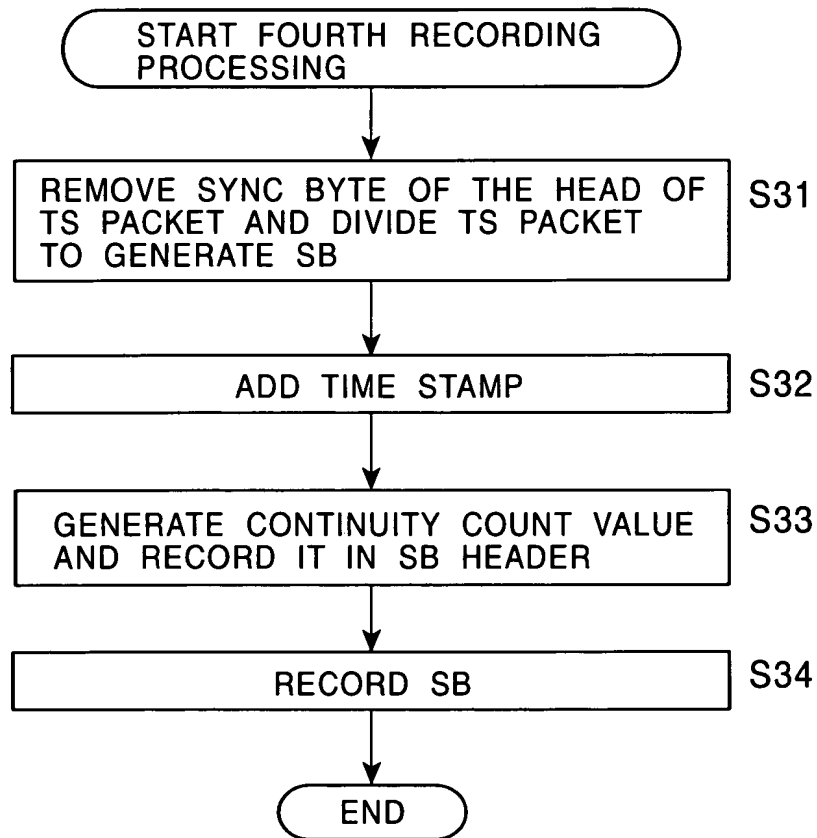 START FOURTH RECORDING
PROCESSING
REMOVE SYNC BYTE OF THE HEAD OF
TS PACKET AND DIVIDE TS PACKET
TO GENERATE SB
S31
ADD TIME STAMP
S32
GENERATE CONTINUITY COUNT VALUE
AND RECORD IT IN SB HEADER
S33
RECORD SB
S34
END